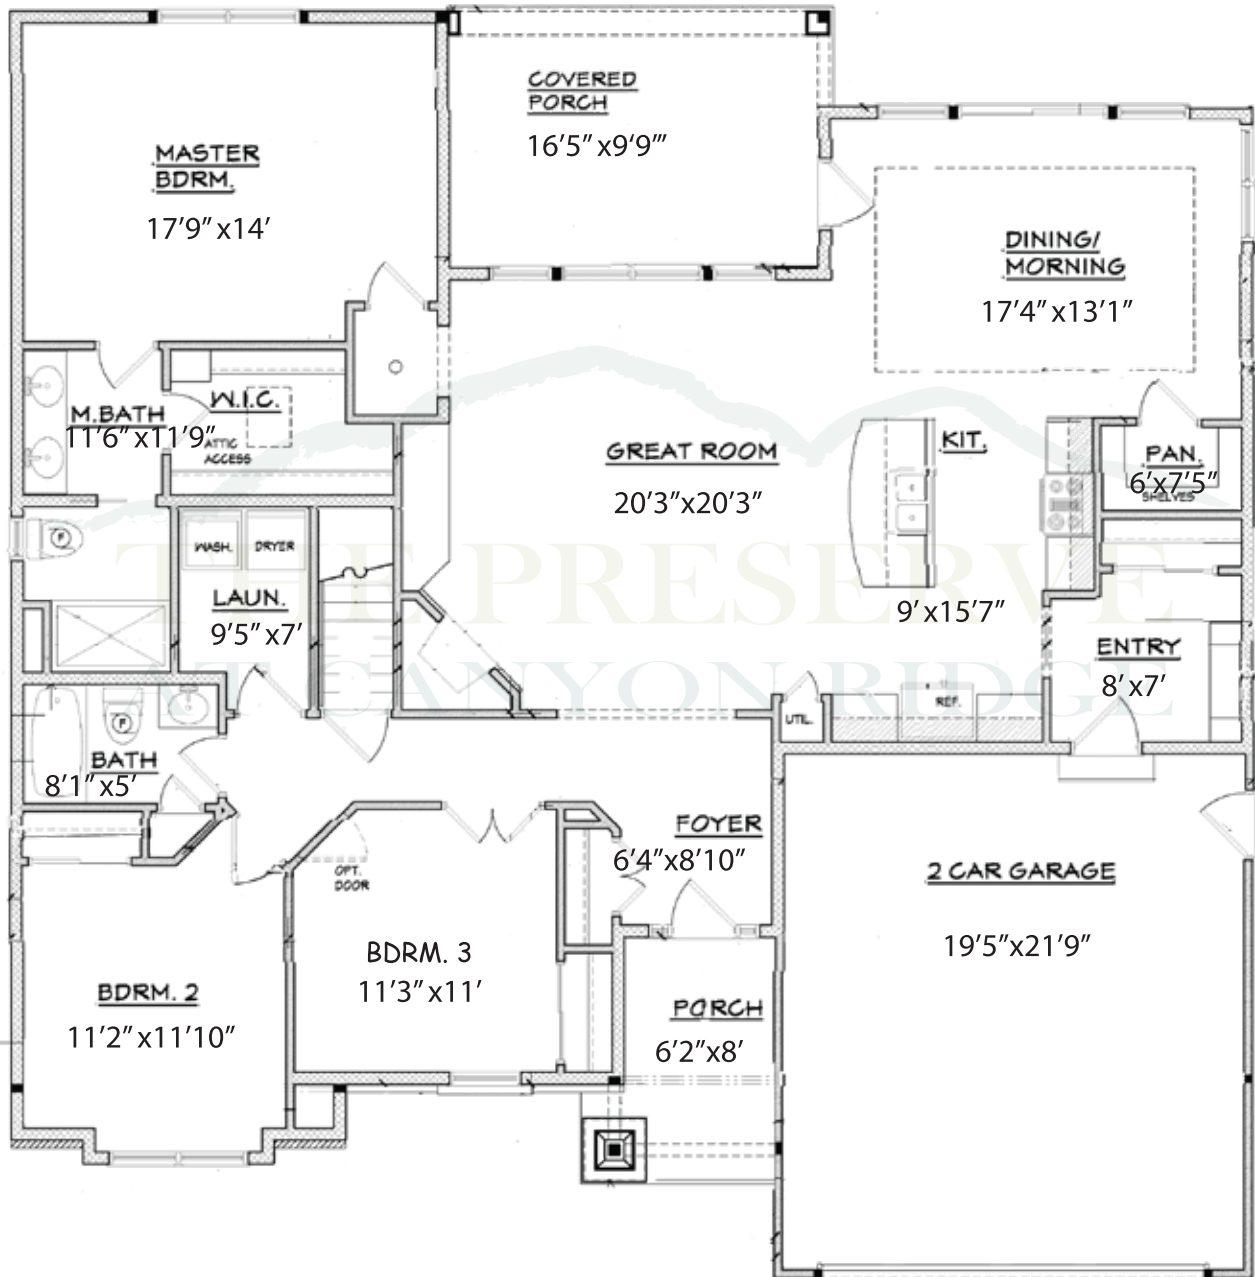 COVERED
PORCH
16'5" x9'9"'
MASTER
BDRM.
17'9" x14'
DINING/
MORNING
17'4" x13'1"
W.I.C.
M.BATH
11'6"x11'9"
ATTIC
ACCESS
GREAT ROOM
20'3"x20'3"
KIT.
PAN.
6'x7'5"
SHELVES
WASH.
DRYER
F
THE PRESERVE
AT CANYON RIDGE
LAUN.
9'5" x7'
9' x15'7"
ENTRY
8' x7'
REF.
UTIL.
F
BATH
8'1" x5'
FOYER
6'4"x8'10"
OPT.
DOOR
2 CAR GARAGE
19'5"x21'9"
BDRM. 3
11'3" x11'
BDRM. 2
11'2" x11'10"
PORCH
6'2"x8'